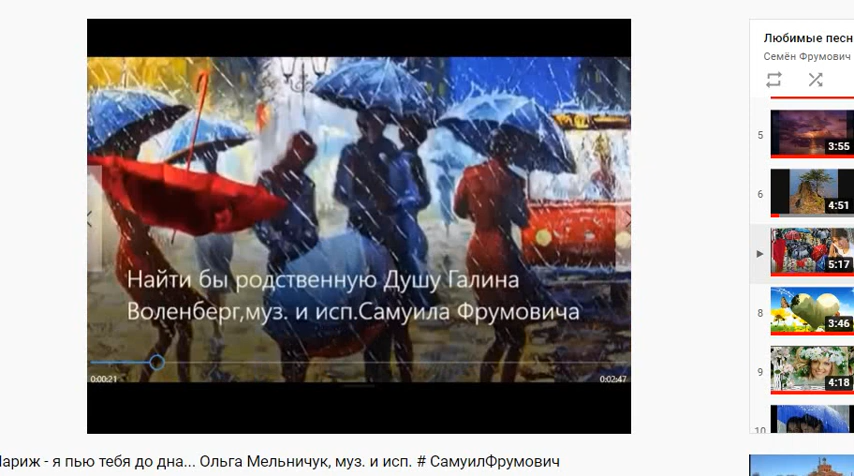 Любимые песн
Семён Фрумович
5
3:55
6
4:51
5:17
8
3:46
9
4:18
10
Найти бы родственную Душу Галина
Воленберг,муз. и исп.Самуила Фрумовича
0:00:21
0:02:47
Париж - я пью тебя до дна... Ольга Мельничук, муз. и исп. # СамуилФрумович